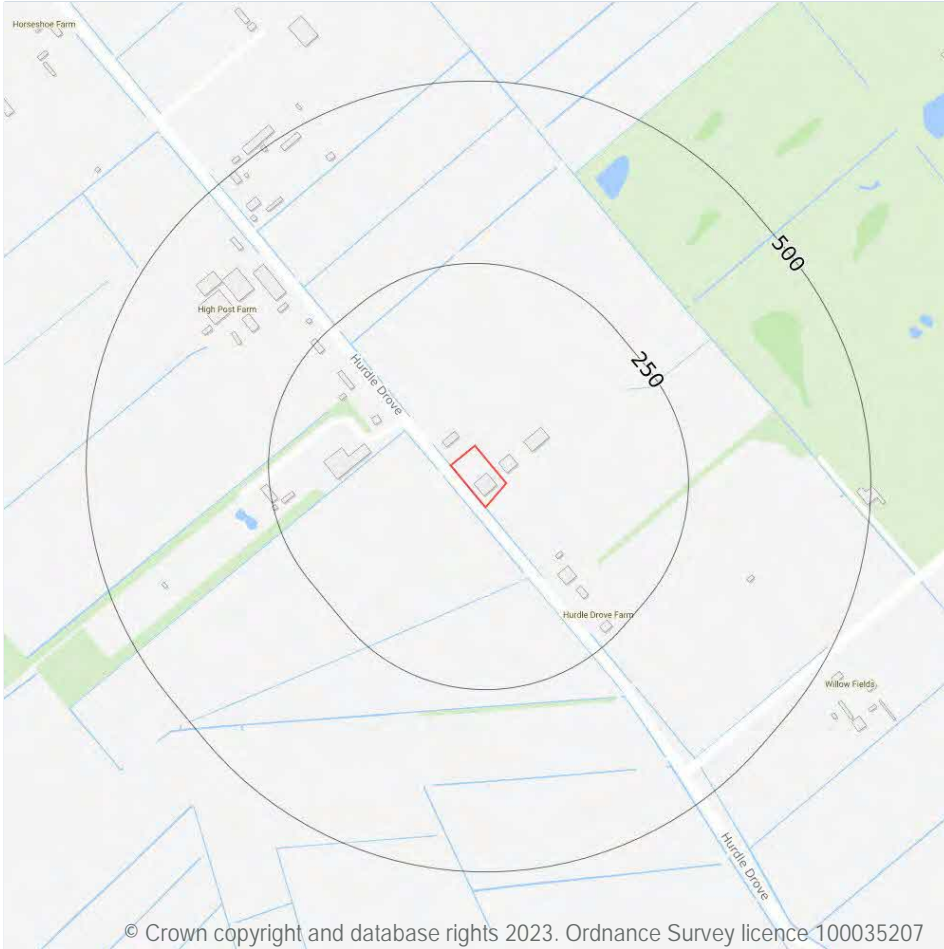 Horseshoe Farm
500
High Post Farm
250
Hurdle Drove
Hurdle Drove Farm
Willow Fields
Hurdle Drove
© Crown copyright and database rights 2023. Ordnance Survey licence 100035207